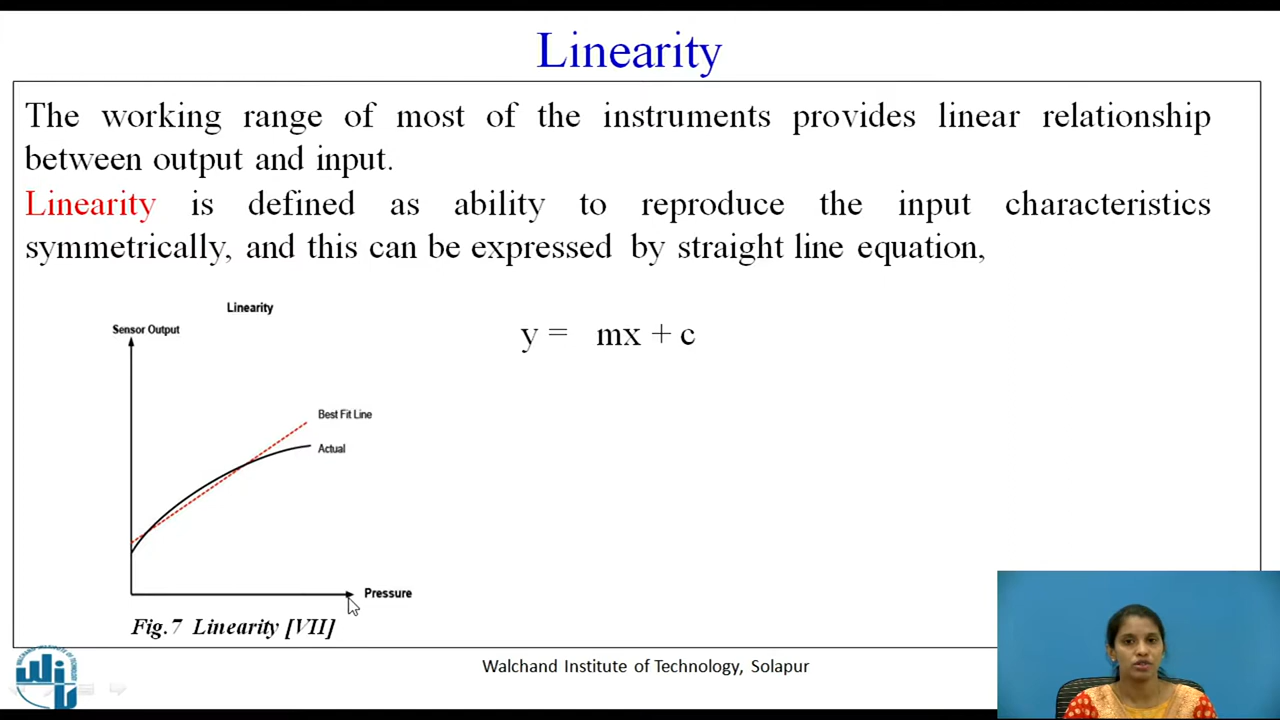 Linearity
The working range of most of the instruments provides linear relationship
between output and input.
Linearity is defined as ability to reproduce the input characteristics
symmetrically, and this can be expressed by straight line equation,
Linearity
Sensor Output
y = mx + c
Best Fit Line
Actual
Pressure
Fig.7 Linearity [VII]
Walchand Institute of Technology, Solapur